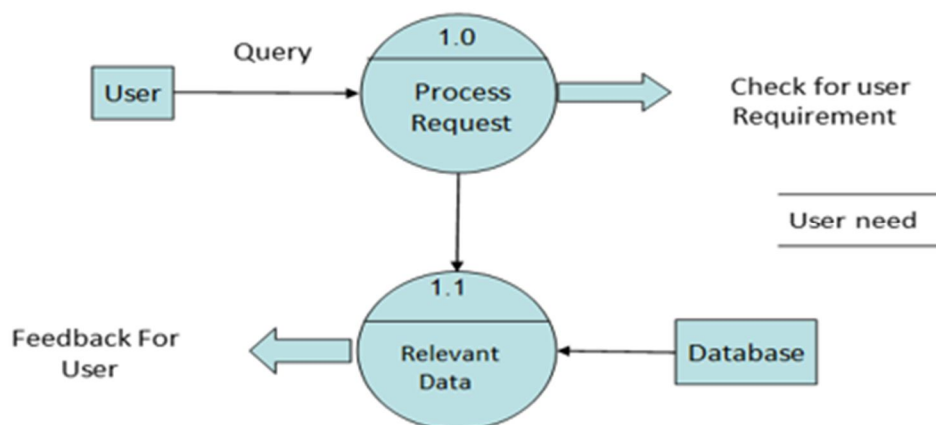 1.0
Query
User
Process
Request
Check for user
Requirement
User need
1.1
Feedback For
User
Relevant
Data
Database